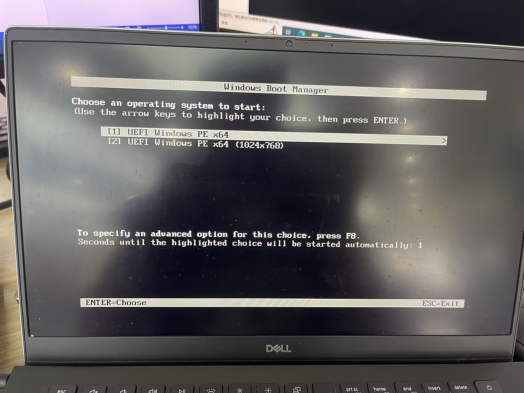 Windows Boot Manager
Choose an operating system to start:
(Use the arrow keys to highlight your choice, then press ENTER.)
[1] UEFI Windows PE x64 >
[2] UEFI Windows PE x64 (1024x768)
To specify an advanced option for this choice, press F8.
Seconds until the highlighted choice will be started automatically: 1
ENTER=Choose ESC=Exit
DELL
esc prt sc home end insert delete